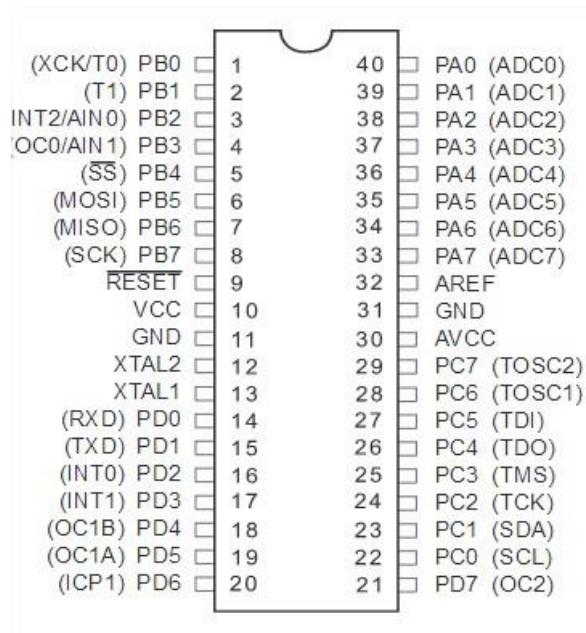 (XCK/T0) PB0 1 40 PA0 (ADC0)
(T1) PB1 2 39 PA1 (ADC1)
INT2/AIN0) PB2 3 38 PA2 (ADC2)
OC0/AIN1) PB3 4 37 PA3 (ADC3)
(SS) PB4 5 36 PA4 (ADC4)
(MOSI) PB5 6 35 PA5 (ADC5)
(MISO) PB6 7 34 PA6 (ADC6)
(SCK) PB7 8 33 PA7 (ADC7)
RESET 9 32 AREF
VCC 10 31 GND
GND 11 30 AVCC
XTAL2 12 29 PC7 (TOSC2)
XTAL1 13 28 PC6 (TOSC1)
(RXD) PD0 14 27 PC5 (TDI)
(TXD) PD1 15 26 PC4 (TDO)
(INT0) PD2 16 25 PC3 (TMS)
(INT1) PD3 17 24 PC2 (TCK)
(OC1B) PD4 18 23 PC1 (SDA)
(OC1A) PD5 19 22 PC0 (SCL)
(ICP1) PD6 20 21 PD7 (OC2)